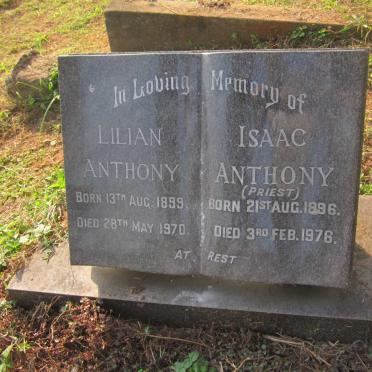 In Loving Memory of
LILIAN
ANTHONY
BORN 13TH AUG. 1899.
DIED 28TH MAY 1970.
ISAAC
ANTHONY
(PRIEST)
BORN 21ST AUG. 1896.
DIED 3RD FEB. 1976.
AT REST